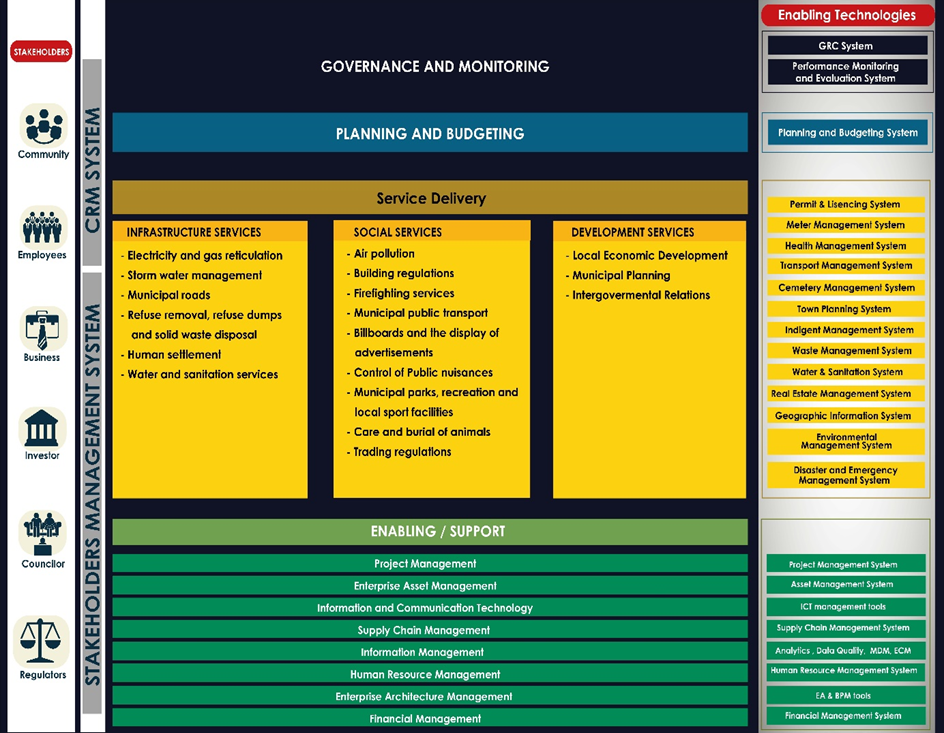 STAKEHOLDERS
Community
Employees
Business
Investor
Councilor
Regulators
CRM SYSTEM
STAKEHOLDERS MANAGEMENT SYSTEM
GOVERNANCE AND MONITORING
PLANNING AND BUDGETING
Service Delivery
INFRASTRUCTURE SERVICES
- Electricity and gas reticulation
- Storm water management
- Municipal roads
- Refuse removal, refuse dumps
and solid waste disposal
- Human settlement
- Water and sanitation services
SOCIAL SERVICES
- Air pollution
- Building regulations
- Firefighting services
- Municipal public transport
- Billboards and the display of
advertisements
- Control of Public nuisances
- Municipal parks, recreation and
local sport facilities
- Care and burial of animals
- Trading regulations
DEVELOPMENT SERVICES
- Local Economic Development
- Municipal Planning
- Intergovermental Relations
ENABLING / SUPPORT
Project Management
Enterprise Asset Management
Information and Communication Technology
Supply Chain Management
Information Management
Human Resource Management
Enterprise Architecture Management
Financial Management
Enabling Technologies
GRC System
Performance Monitoring
and Evaluation System
Planning and Budgeting System
Permit & Lisencing System
Meter Management System
Health Management System
Transport Management System
Cemetery Management System
Town Planning System
Indigent Management System
Waste Management System
Water & Sanitation System
Real Estate Management System
Geographic Information System
Environmental
Management System
Disaster and Emergency
Management System
Project Management System
Asset Management System
ICT management tools
Supply Chain Management System
Analytics , Data Quality, MDM, ECM
Human Resource Management System
EA & BPM tools
Financial Management System